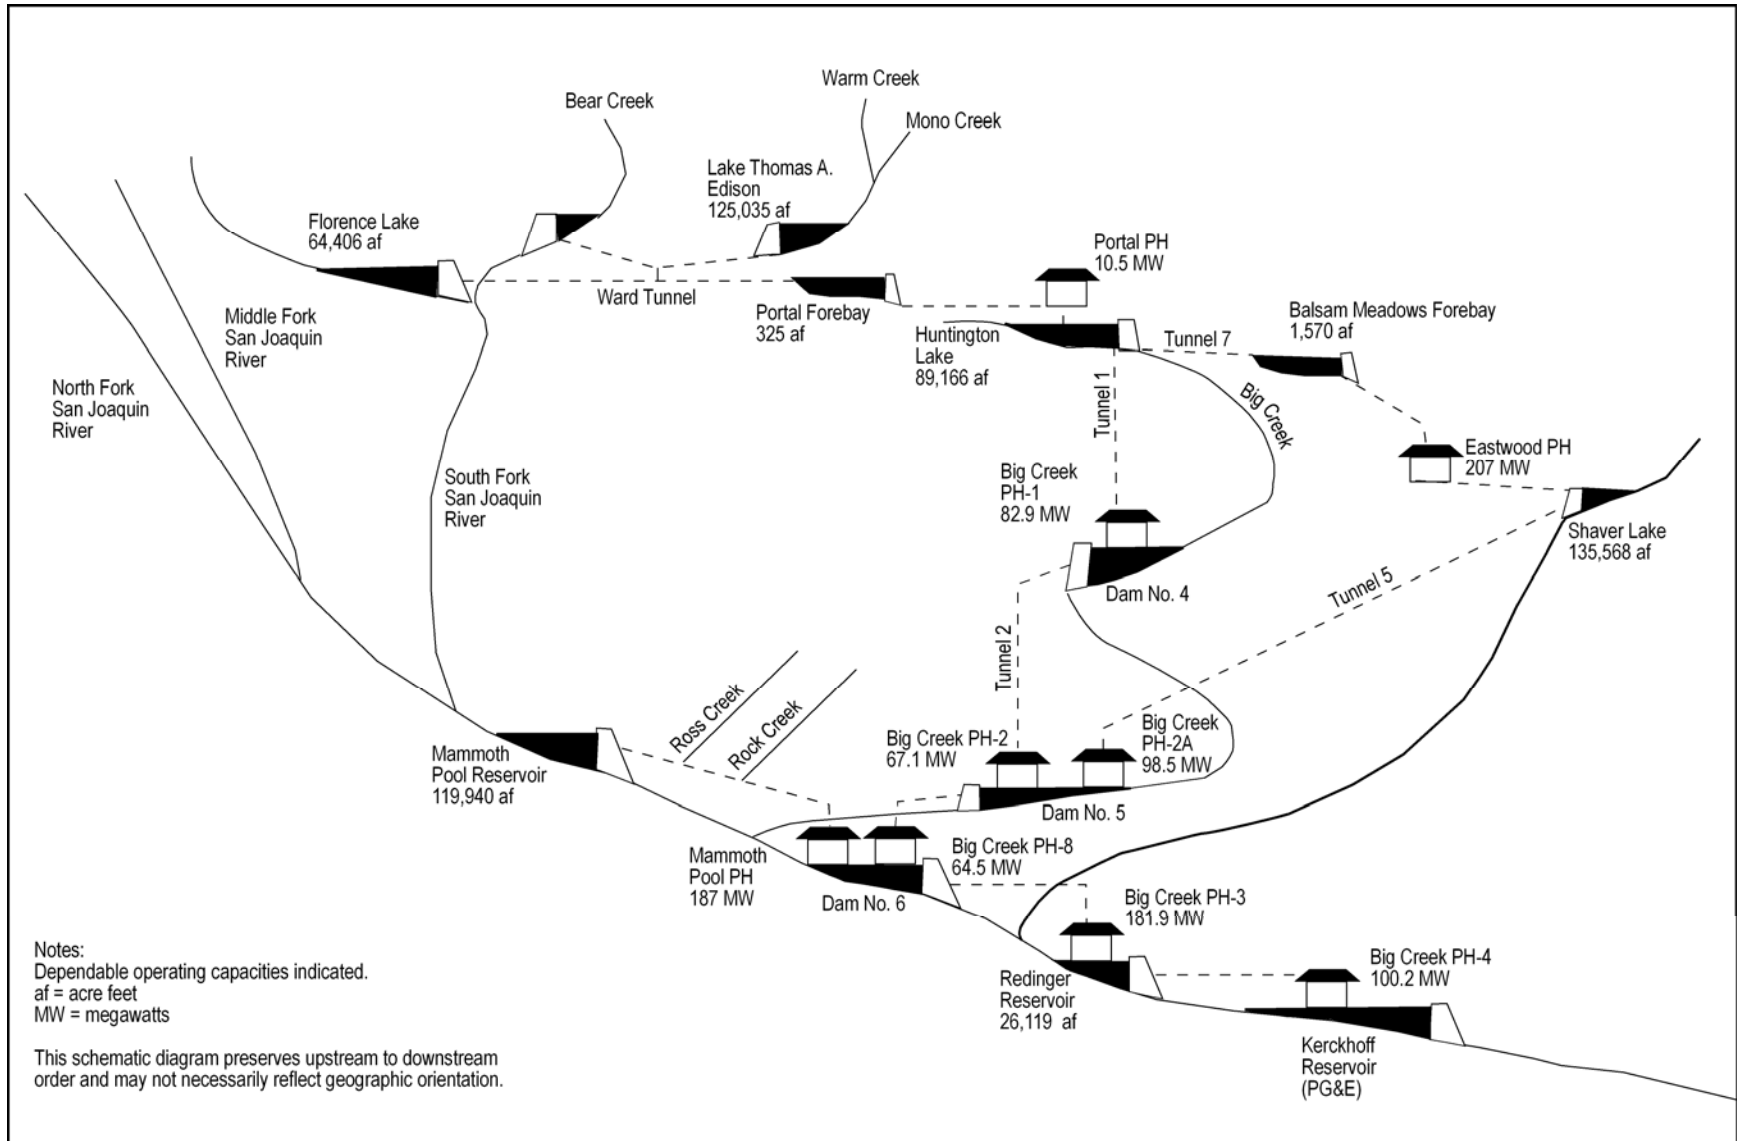 Warm Creek
Bear Creek
Mono Creek
Lake Thomas A.
Edison
125,035 af
Florence Lake
64,406 af
Portal PH
10.5 MW
Ward Tunnel
Portal Forebay
325 af
Balsam Meadows Forebay
1,570 af
Huntington
Lake
89,166 af
Tunnel 7
Middle Fork
San Joaquin
River
North Fork
San Joaquin
River
Tunnel 1
Big Creek
Eastwood PH
207 MW
South Fork
San Joaquin
River
Big Creek
PH-1
82.9 MW
Shaver Lake
135,568 af
Dam No. 4
Tunnel 5
Tunnel 2
Ross Creek
Rock Creek
Big Creek PH-2
67.1 MW
Big Creek
PH-2A
98.5 MW
Mammoth
Pool Reservoir
119,940 af
Dam No. 5
Mammoth
Pool PH
187 MW
Big Creek PH-8
64.5 MW
Dam No. 6
Big Creek PH-3
181.9 MW
Redinger
Reservoir
26,119 af
Big Creek PH-4
100.2 MW
Kerckhoff
Reservoir
(PG&E)
Notes:
Dependable operating capacities indicated.
af = acre feet
MW = megawatts
This schematic diagram preserves upstream to downstream
order and may not necessarily reflect geographic orientation.